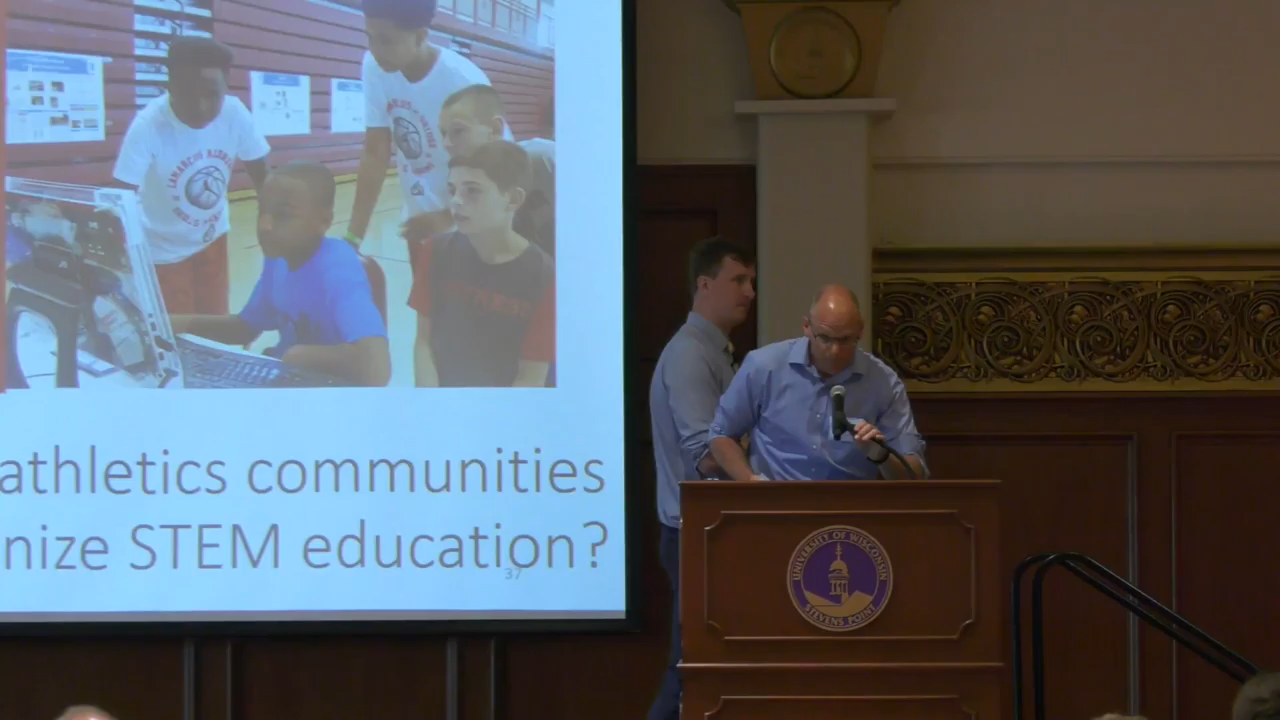 athletics communities
nize STEM education?
37
UNIVERSITY OF WISCONSIN
STEVENS POINT